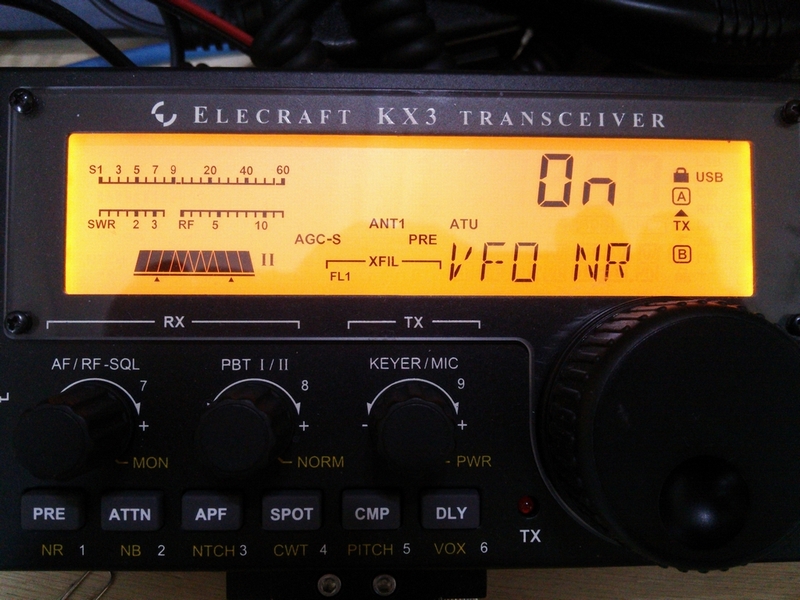 ELECRAFT KX3 TRANSCEIVER
S1 3 5 7 9 20 40 60
On
USB
A
SWR 2 3 RF 5 10
ANT1 ATU
TX
AGC-S PRE
II
XFIL
FL1
VFO NR
B
RX TX
AF/RF-SQL PBT I/II KEYER/MIC
7 8 9
+ + - +
MON NORM PWR
PRE ATTN APF SPOT CMP DLY
TX
NR 1 NB 2 NTCH 3 CWT 4 PITCH 5 VOX 6